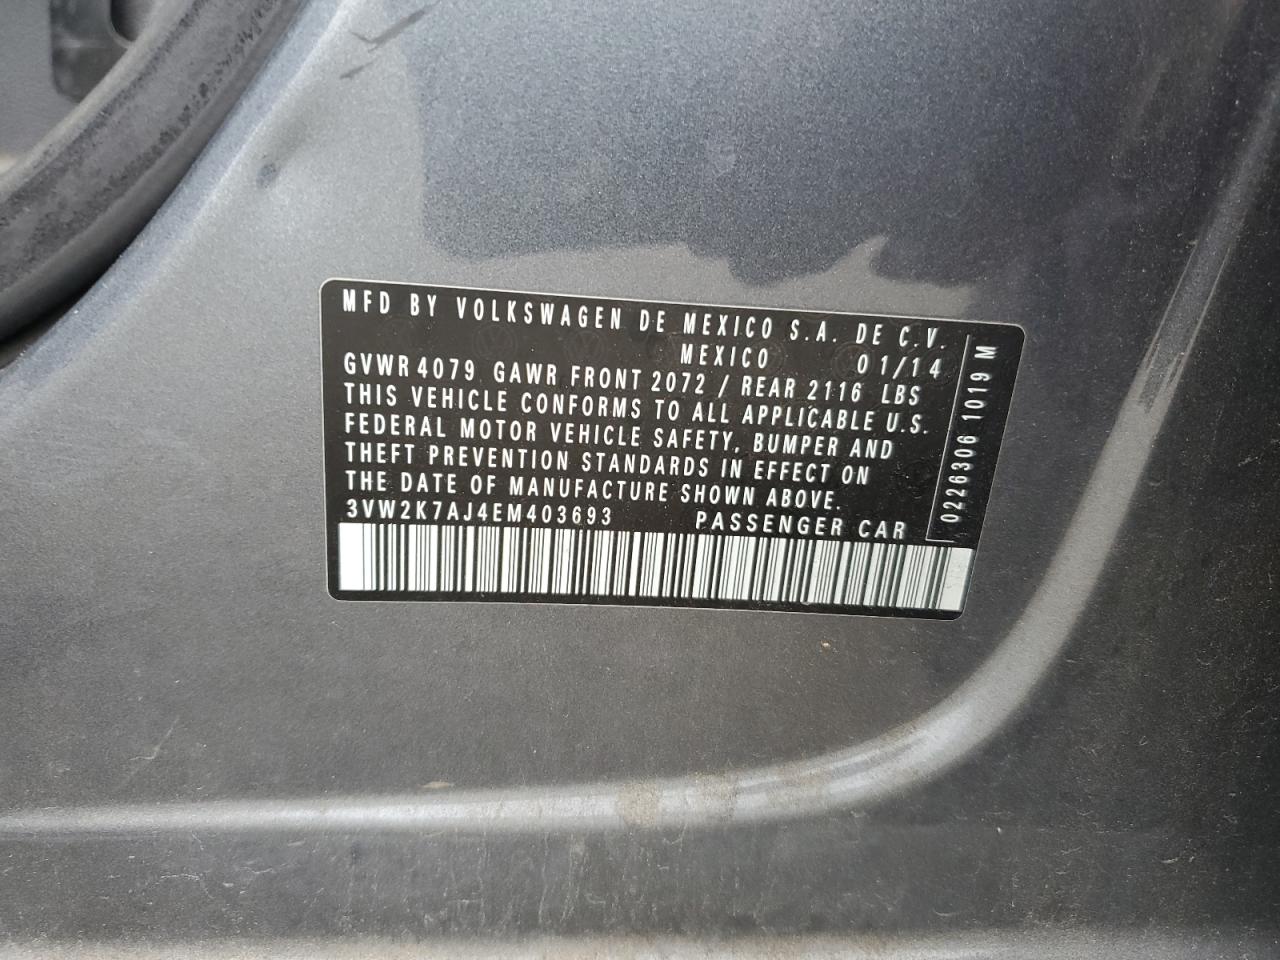 MFD BY VOLKSWAGEN DE MEXICO S.A. DE C.V.
MEXICO 01/14
GVWR 4079 GAWR FRONT 2072 / REAR 2116 LBS
THIS VEHICLE CONFORMS TO ALL APPLICABLE U.S.
FEDERAL MOTOR VEHICLE SAFETY, BUMPER AND
THEFT PREVENTION STANDARDS IN EFFECT ON
THE DATE OF MANUFACTURE SHOWN ABOVE.
3VW2K7AJ4EM403693 PASSENGER CAR
0226306 1019 M